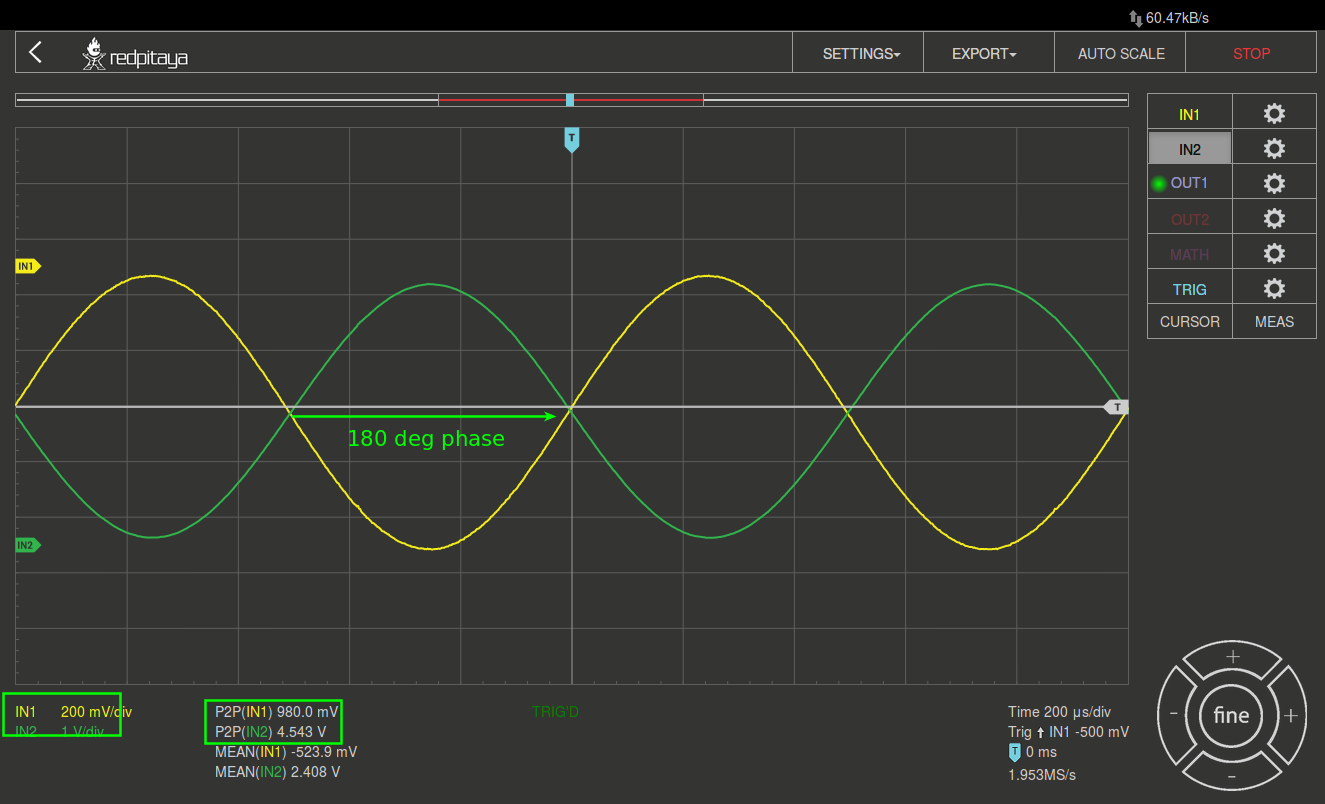 60.47kB/s
redpitaya SETTINGS EXPORT AUTO SCALE STOP
IN1
IN2
OUT1
OUT2
MATH
TRIG
CURSOR MEAS
T
IN1
T
180 deg phase
IN2
IN1 200 mV/div
IN2 1 V/div
P2P(IN1) 980.0 mV
P2P(IN2) 4.543 V
MEAN(IN1) -523.9 mV
MEAN(IN2) 2.408 V
TRIG'D
Time 200 µs/div
Trig IN1 -500 mV
T 0 ms
1.953MS/s
+
- fine +
-